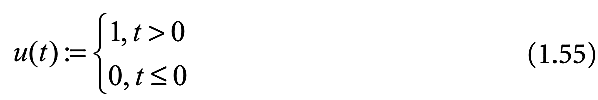 u(t) := { 1, t > 0
0, t ≤ 0
(1.55)